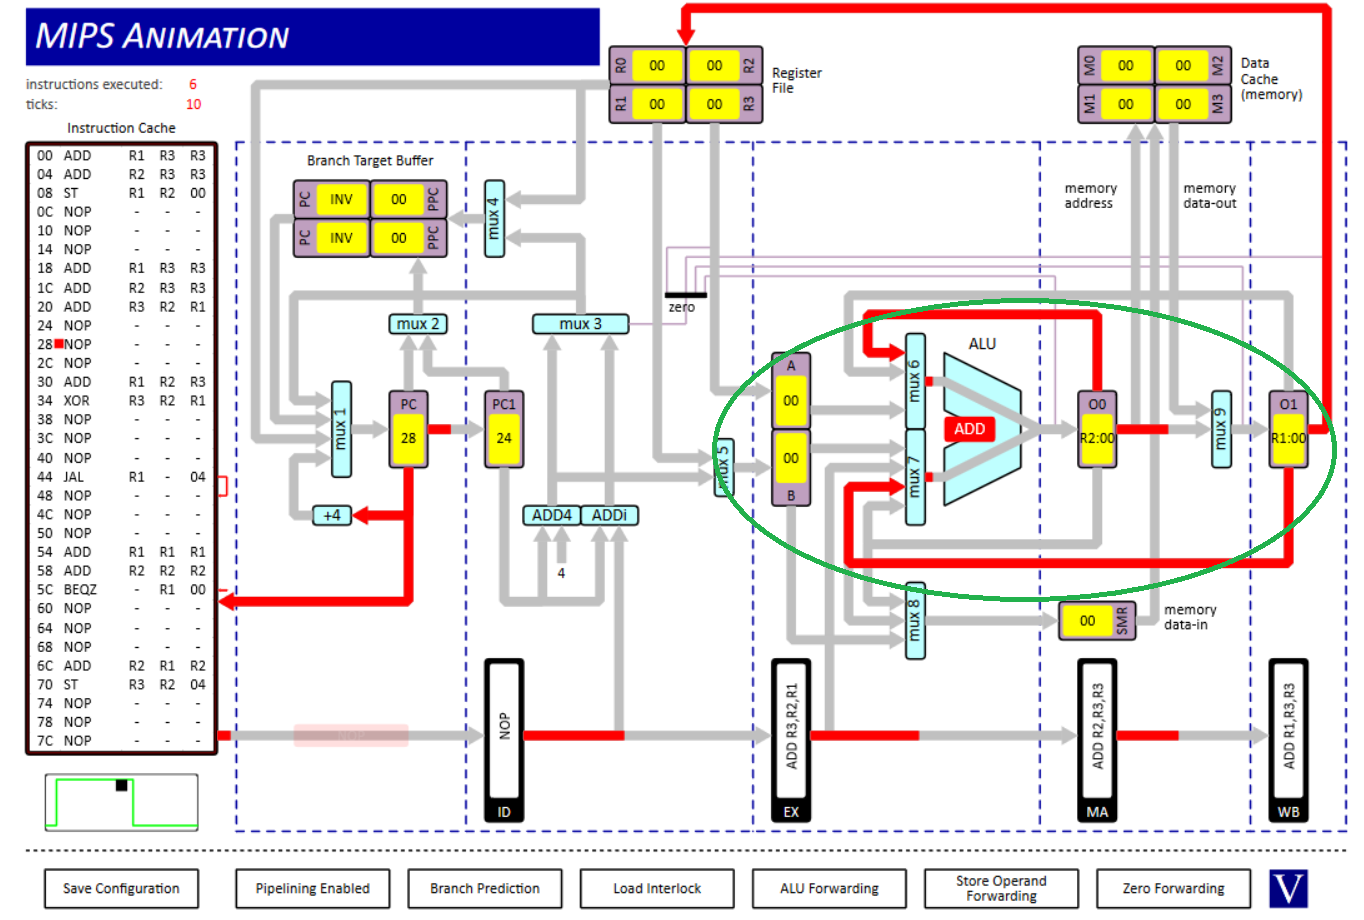 MIPS ANIMATION
instructions executed: 6
ticks: 10
Instruction Cache
00 ADD R1 R3 R3
04 ADD R2 R3 R3
08 ST R1 R2 00
0C NOP - - -
10 NOP - - -
14 NOP - - -
18 ADD R1 R3 R3
1C ADD R2 R3 R3
20 ADD R3 R2 R1
24 NOP - - -
28 NOP - - -
2C NOP - - -
30 ADD R1 R2 R3
34 XOR R3 R2 R1
38 NOP - - -
3C NOP - - -
40 NOP - - -
44 JAL R1 - 04
48 NOP - - -
4C NOP - - -
50 NOP - - -
54 ADD R1 R1 R1
58 ADD R2 R2 R2
5C BEQZ - R1 00
60 NOP - - -
64 NOP - - -
68 NOP - - -
6C ADD R2 R1 R2
70 ST R3 R2 04
74 NOP - - -
78 NOP - - -
7C NOP - - -
R0 00 00 R2
R1 00 00 R3
Register
File
M0 00 00 M2
M1 00 00 M3
Data
Cache
(memory)
Branch Target Buffer
PC INV 00 PPC
PC INV 00 PPC
mux 4
memory
address
memory
data-out
zero
mux 2
mux 3
mux 1
PC
28
PC1
24
+4
ADD4
ADDi
4
mux 5
A
00
00
B
mux 6
mux 7
ALU
ADD
O0
R2:00
mux 9
O1
R1:00
mux 8
00 SMR
memory
data-in
NOP
NOP
ID
ADD R3,R2,R1
EX
ADD R2,R3,R3
MA
ADD R1,R3,R3
WB
Save Configuration
Pipelining Enabled
Branch Prediction
Load Interlock
ALU Forwarding
Store Operand
Forwarding
Zero Forwarding
V